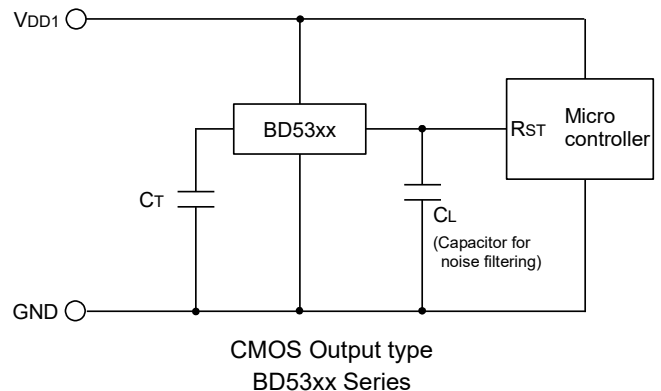 VDD1
BD53xx
RST
Micro
controller
CT
CL
(Capacitor for
noise filtering)
GND
CMOS Output type
BD53xx Series